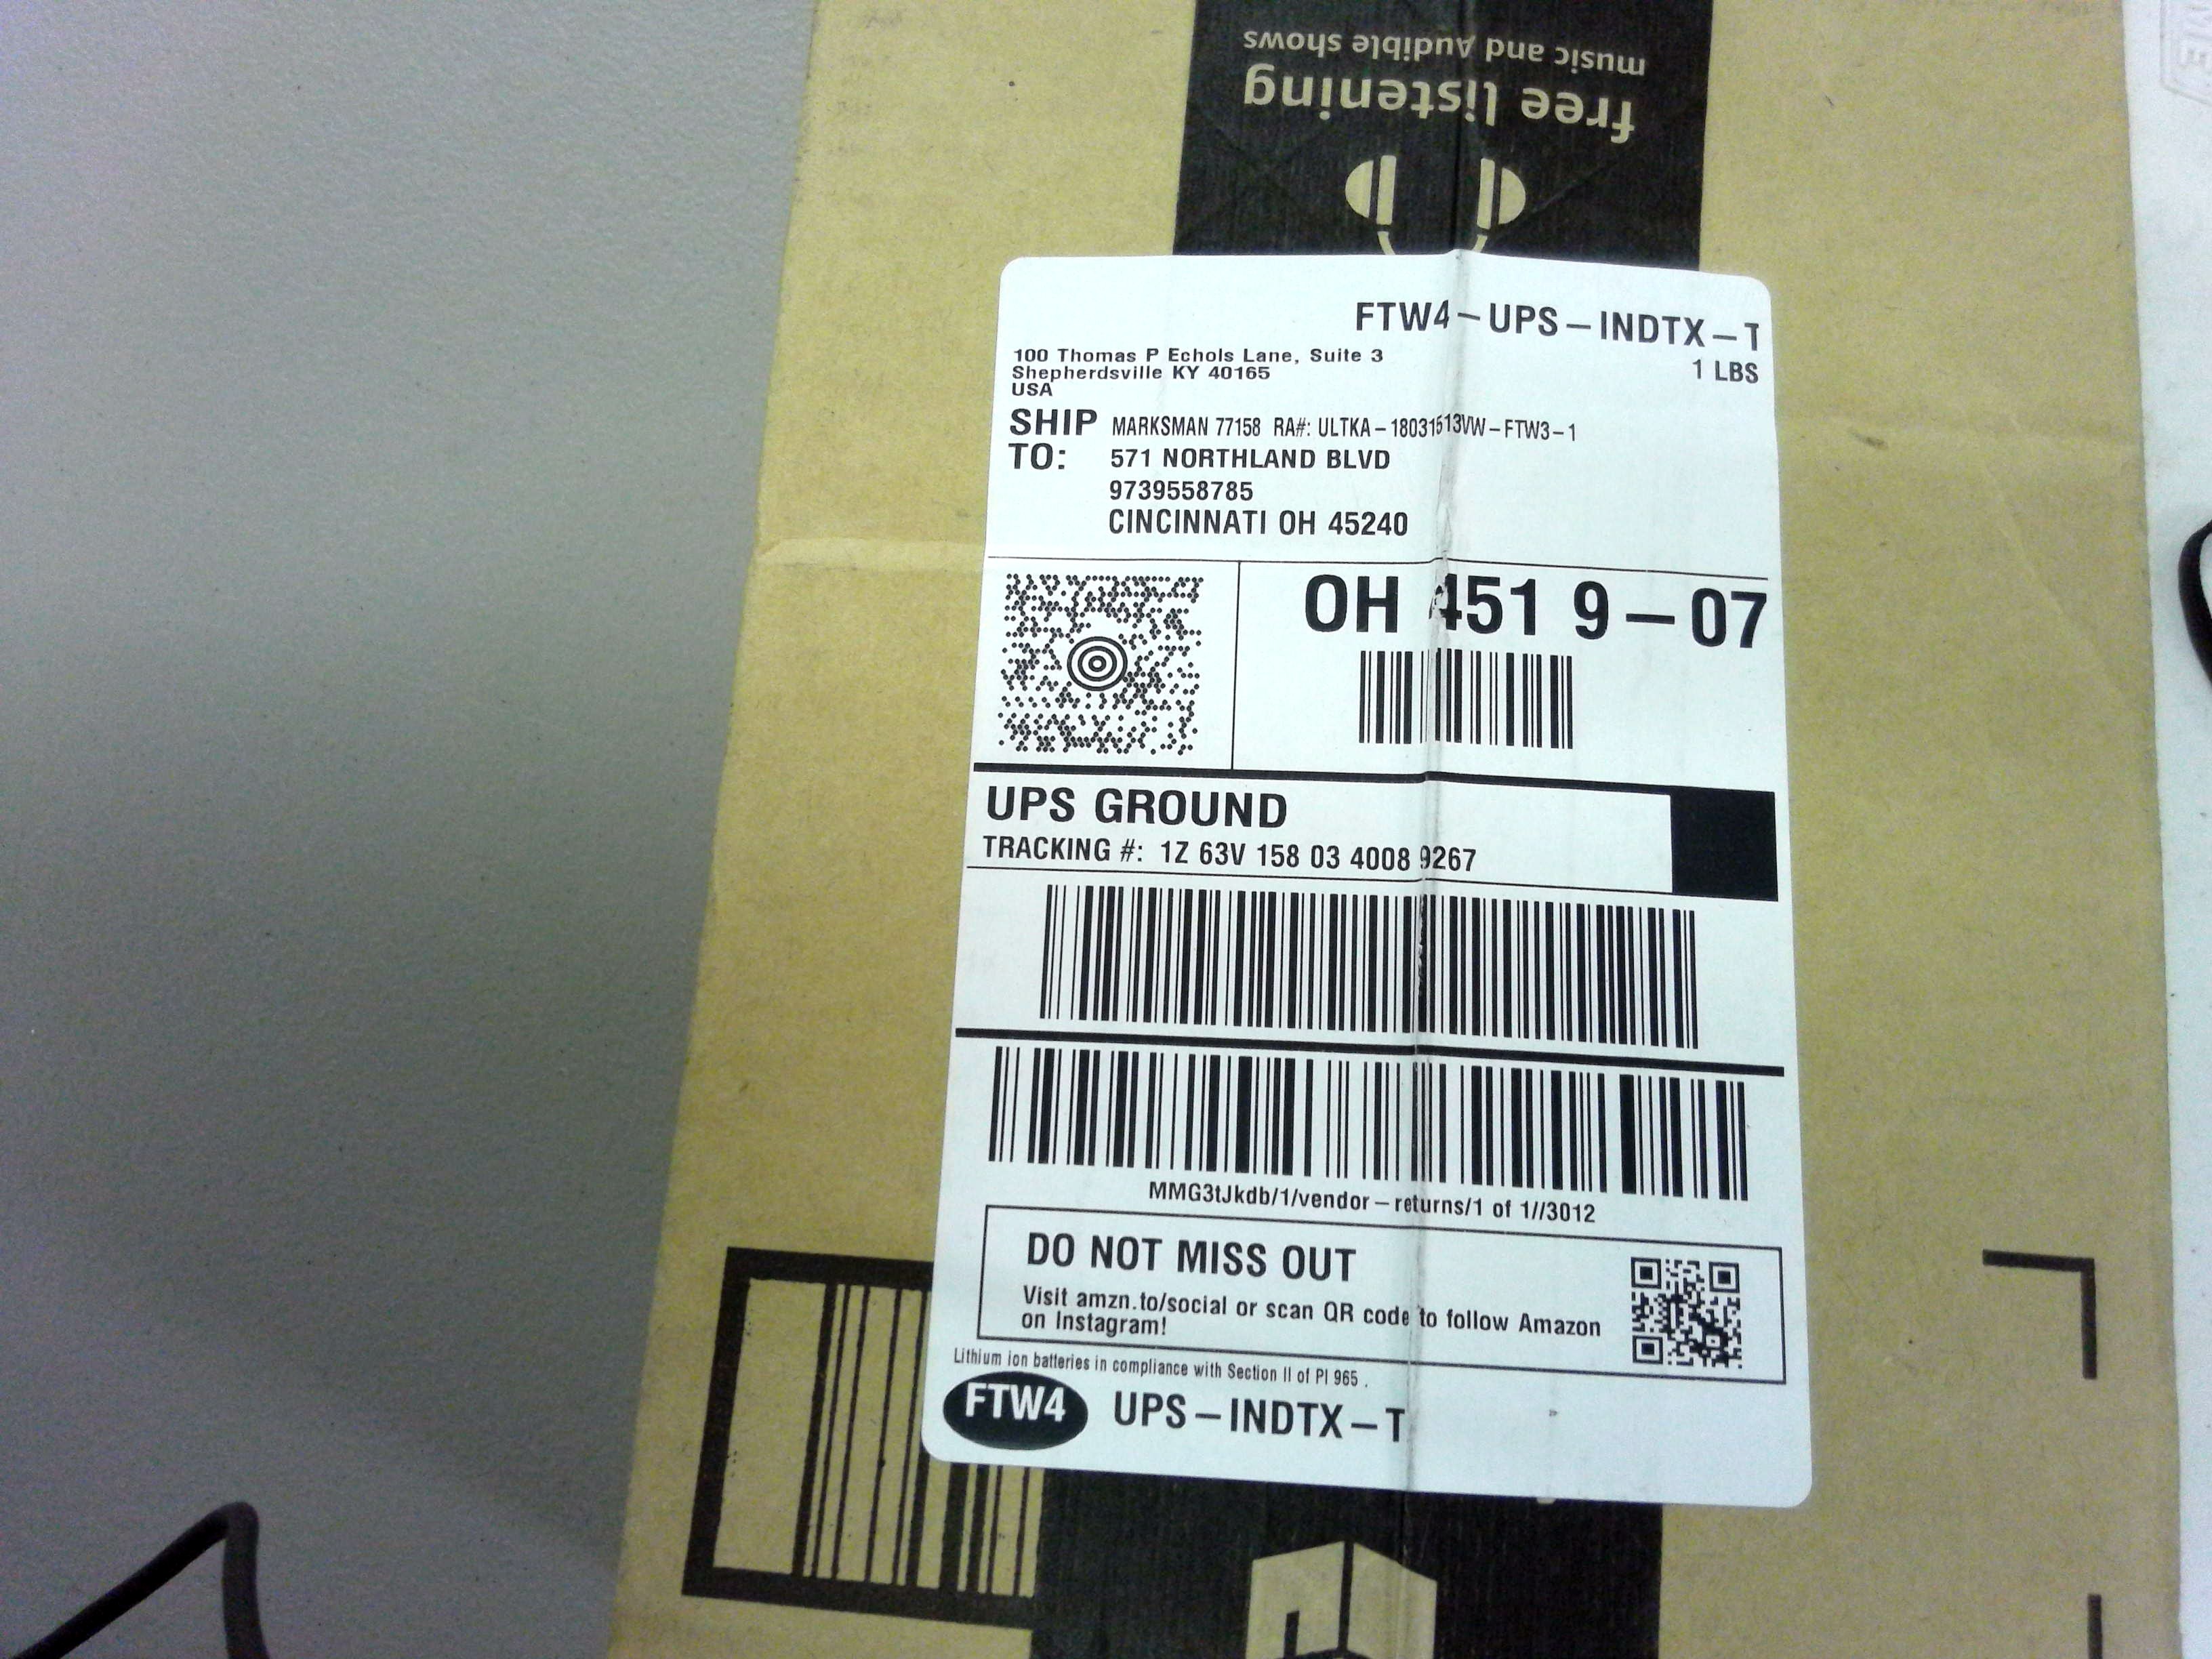 music and Audible shows
free listening
FTW4-UPS-INDTX-T
1 LBS
100 Thomas P Echols Lane, Suite 3
Shepherdsville KY 40165
USA
SHIP TO:
MARKSMAN 77158 RA#: ULTKA-18031513VW-FTW3-1
571 NORTHLAND BLVD
9739558785
CINCINNATI OH 45240
OH 451 9-07
UPS GROUND
TRACKING #: 1Z 63V 158 03 4008 9267
MMG3tJkdb/1/vendor-returns/1 of 1//3012
DO NOT MISS OUT
Visit amzn.to/social or scan QR code to follow Amazon
on Instagram!
Lithium ion batteries in compliance with Section II of PI 965 .
FTW4 UPS-INDTX-T